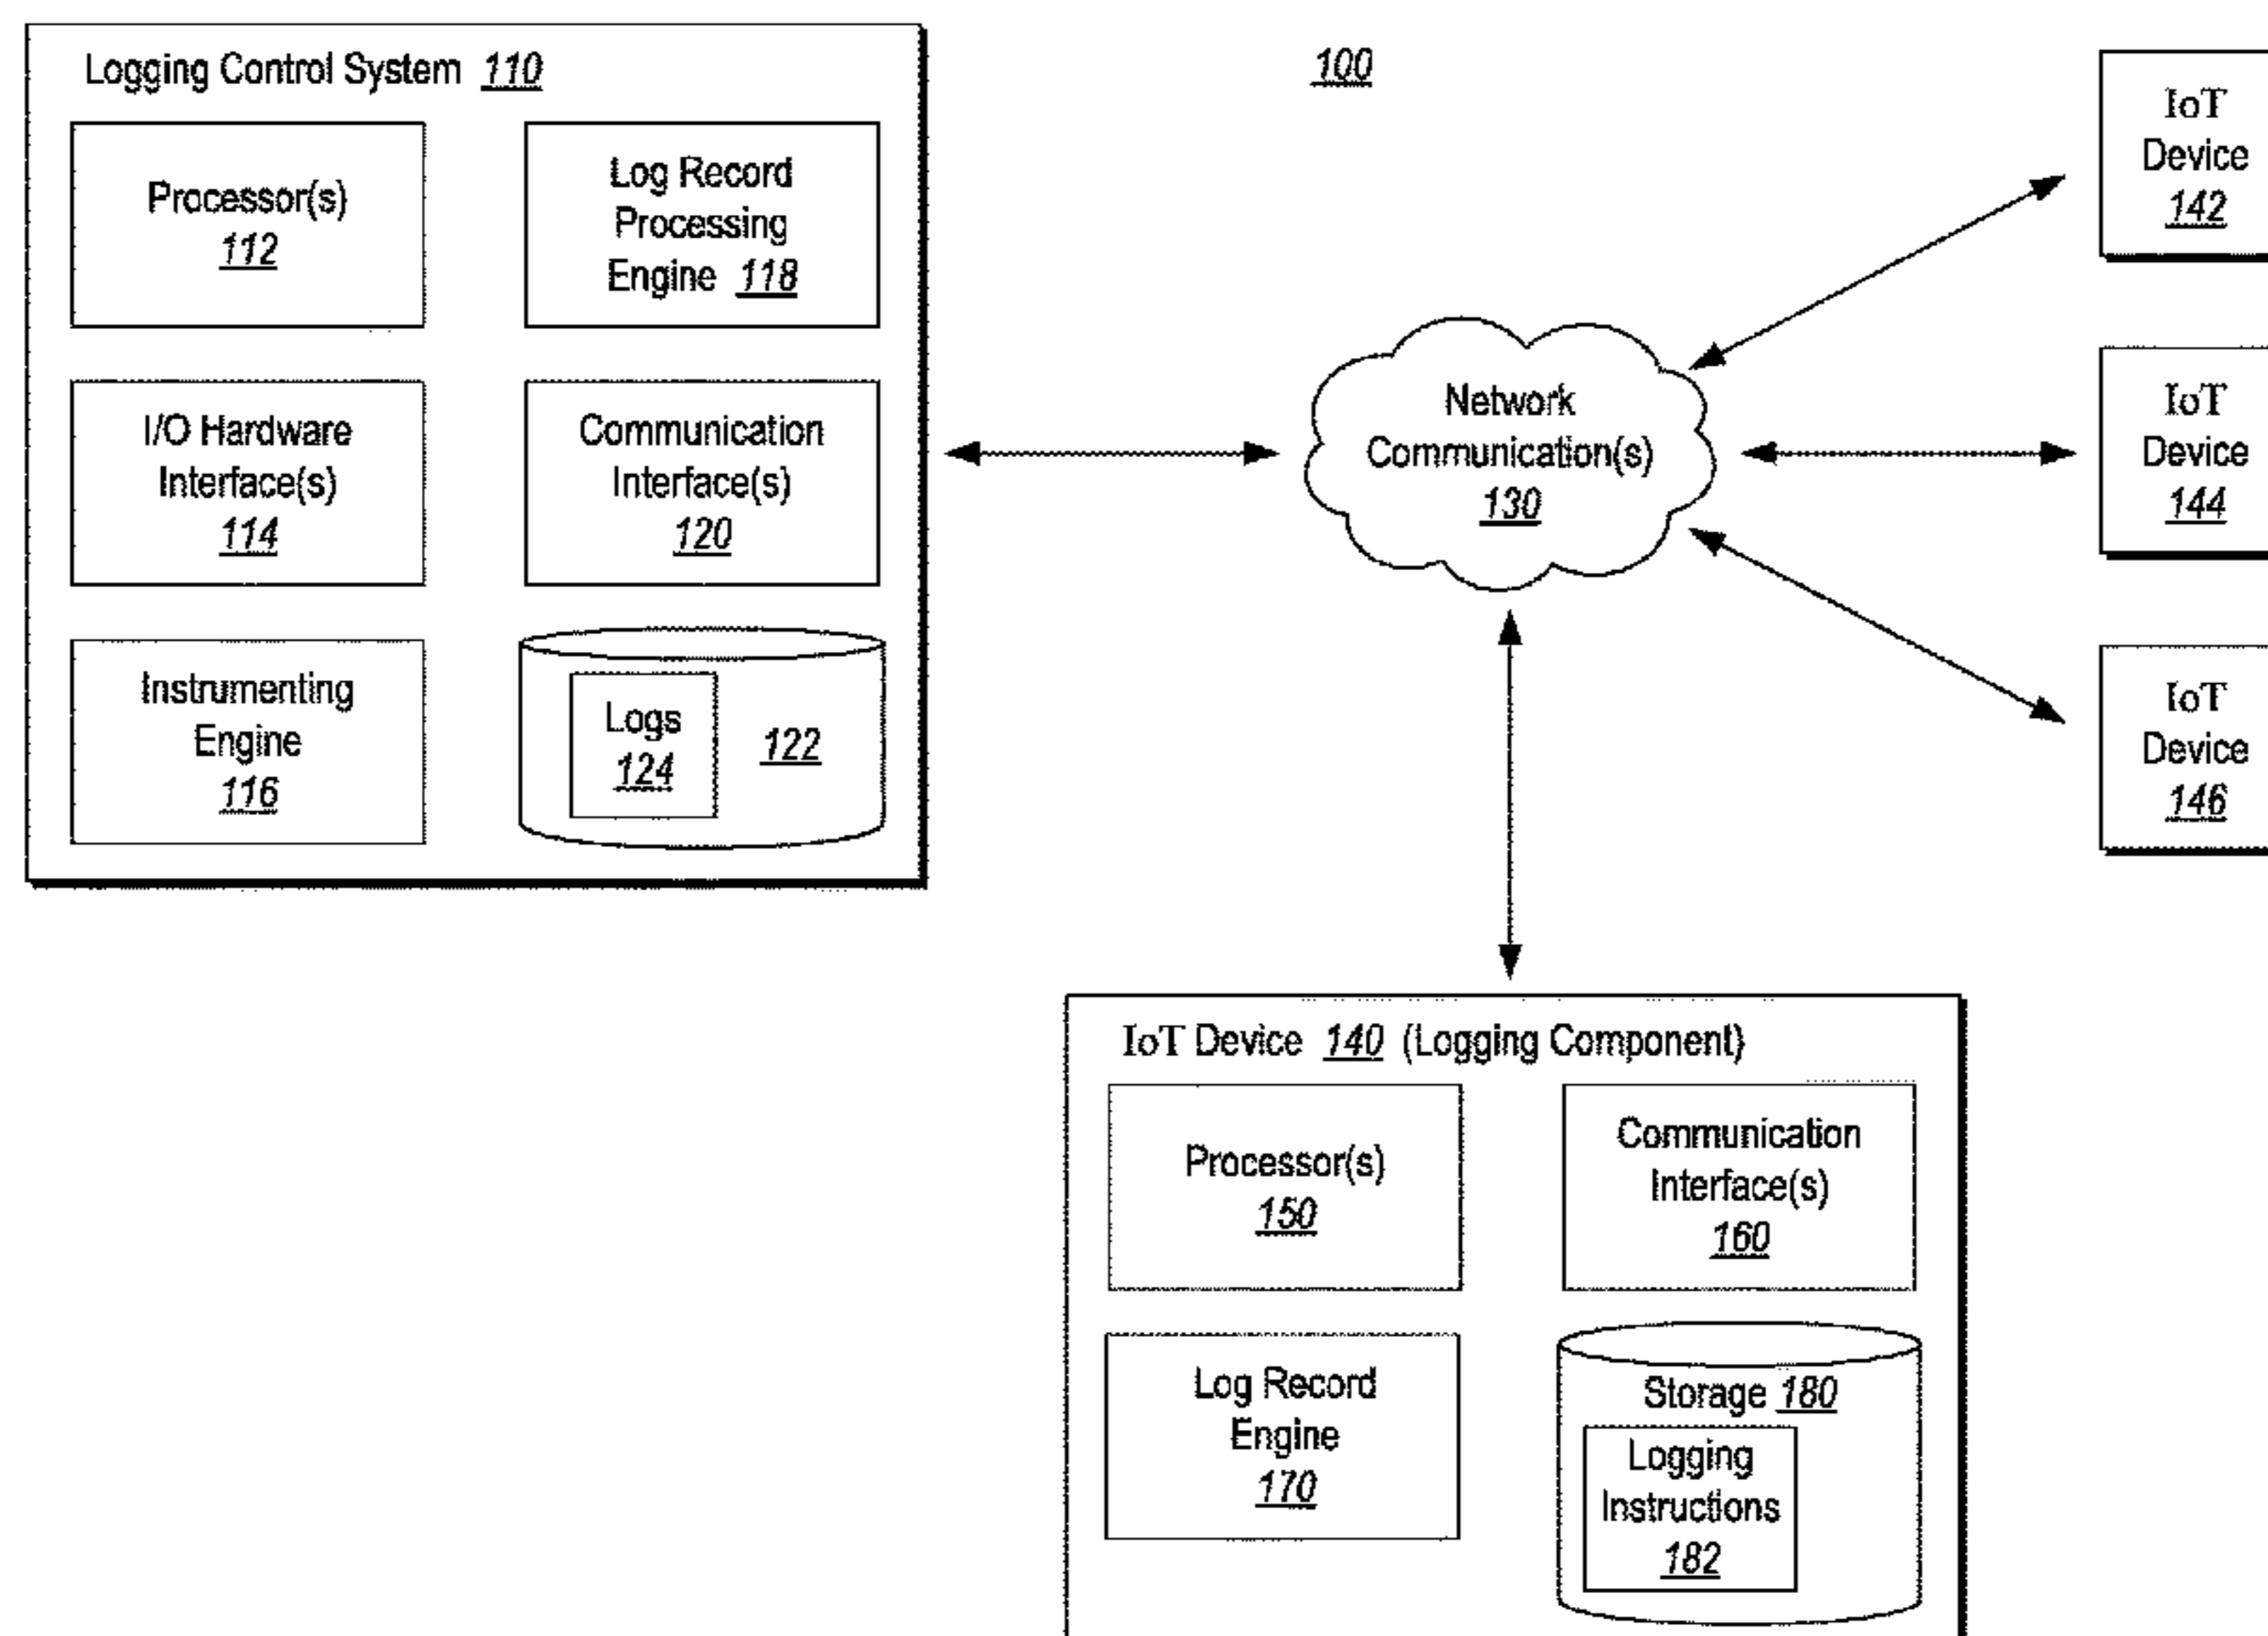 Logging Control System 110
Processor(s)
112
Log Record
Processing
Engine 118
I/O Hardware
Interface(s)
114
Communication
Interface(s)
120
Instrumenting
Engine
116
Logs
124
122
100
Network
Communication(s)
130
IoT
Device
142
IoT
Device
144
IoT
Device
146
IoT Device 140 (Logging Component)
Processor(s)
150
Communication
Interface(s)
160
Log Record
Engine
170
Storage 180
Logging
Instructions
182